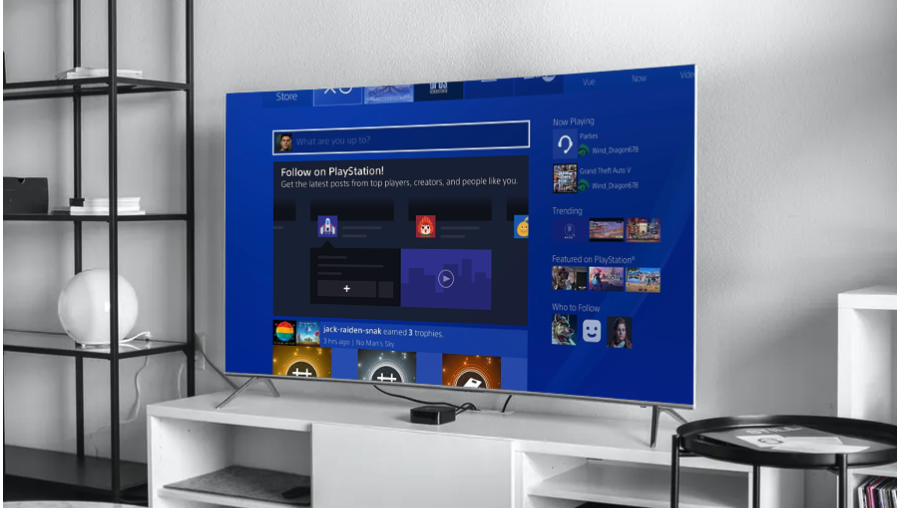 Store
Vue
Now
What are you up to?
Follow on PlayStation!
Get the latest posts from top players, creators, and people like you.
+
jack-raiden-snak earned 3 trophies.
3 hrs ago | No Man's Sky
Now Playing
Parties
Wind_Dragon678
Grand Theft Auto V
Wind_Dragon678
Trending
Featured on PlayStation®
Who to Follow